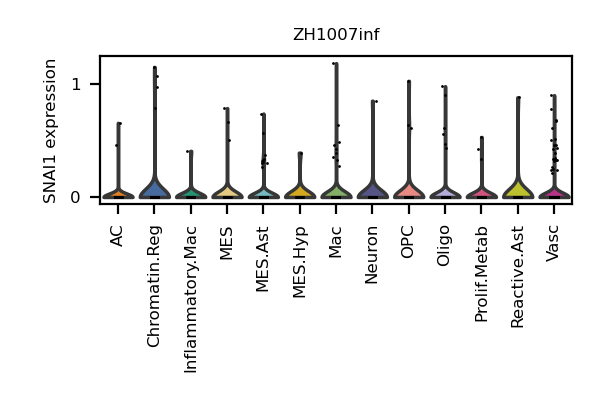 ZH1007inf
SNAI1 expression
1
0
AC
Chromatin.Reg
Inflammatory.Mac
MES
MES.Ast
MES.Hyp
Mac
Neuron
OPC
Oligo
Prolif.Metab
Reactive.Ast
Vasc